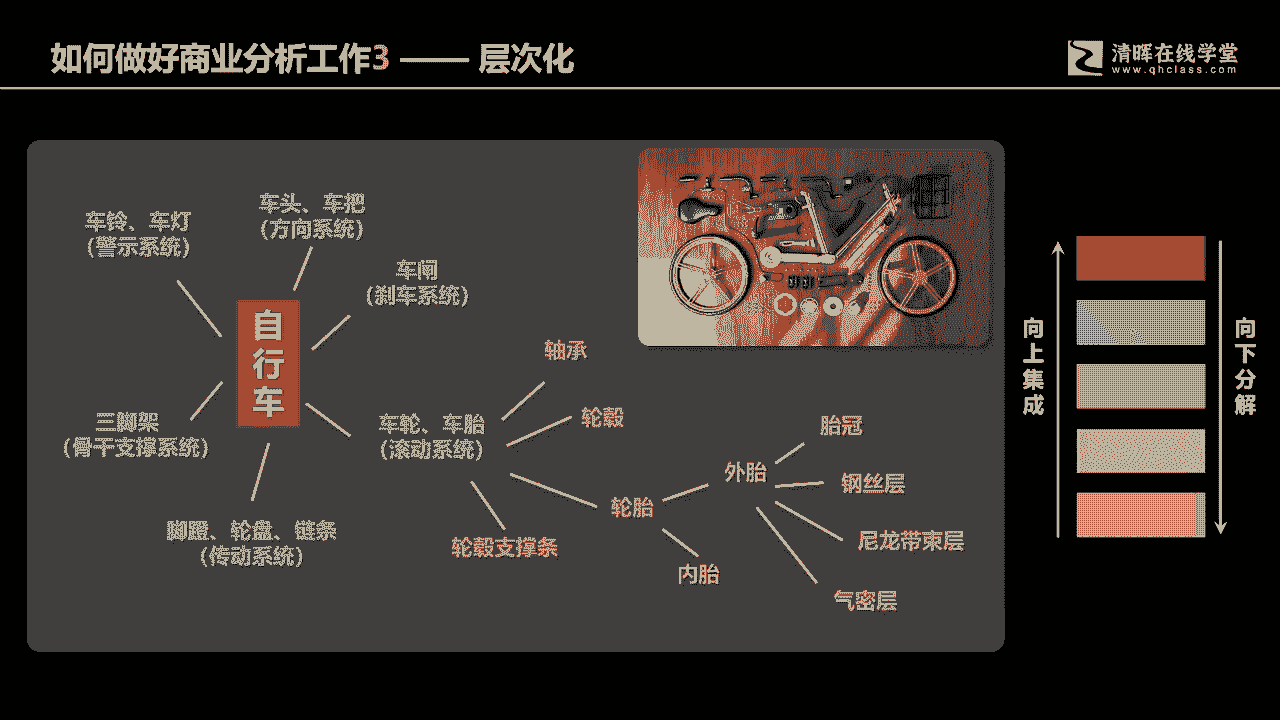 如何做好商业分析工作3 —— 层次化
清晖在线学堂
www.qhclass.com
车铃、车灯
(警示系统)
车头、车把
(方向系统)
车闸
(刹车系统)
自行车
三脚架
(骨干支撑系统)
脚蹬、轮盘、链条
(传动系统)
车轮、车胎
(滚动系统)
轴承
轮毂
轮胎
轮毂支撑条
外胎
内胎
胎冠
钢丝层
尼龙带束层
气密层
向上集成
向下分解